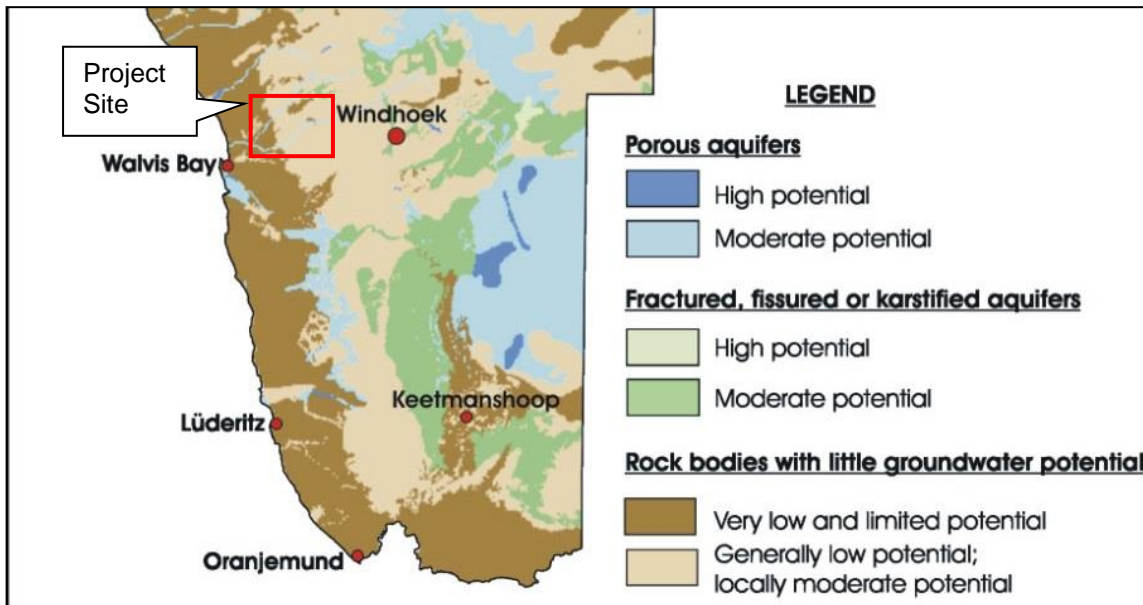 Project
Site
Windhoek
Walvis Bay
Keetmanshoop
Lüderitz
Oranjemund
LEGEND
Porous aquifers
High potential
Moderate potential
Fractured, fissured or karstified aquifers
High potential
Moderate potential
Rock bodies with little groundwater potential
Very low and limited potential
Generally low potential;
locally moderate potential